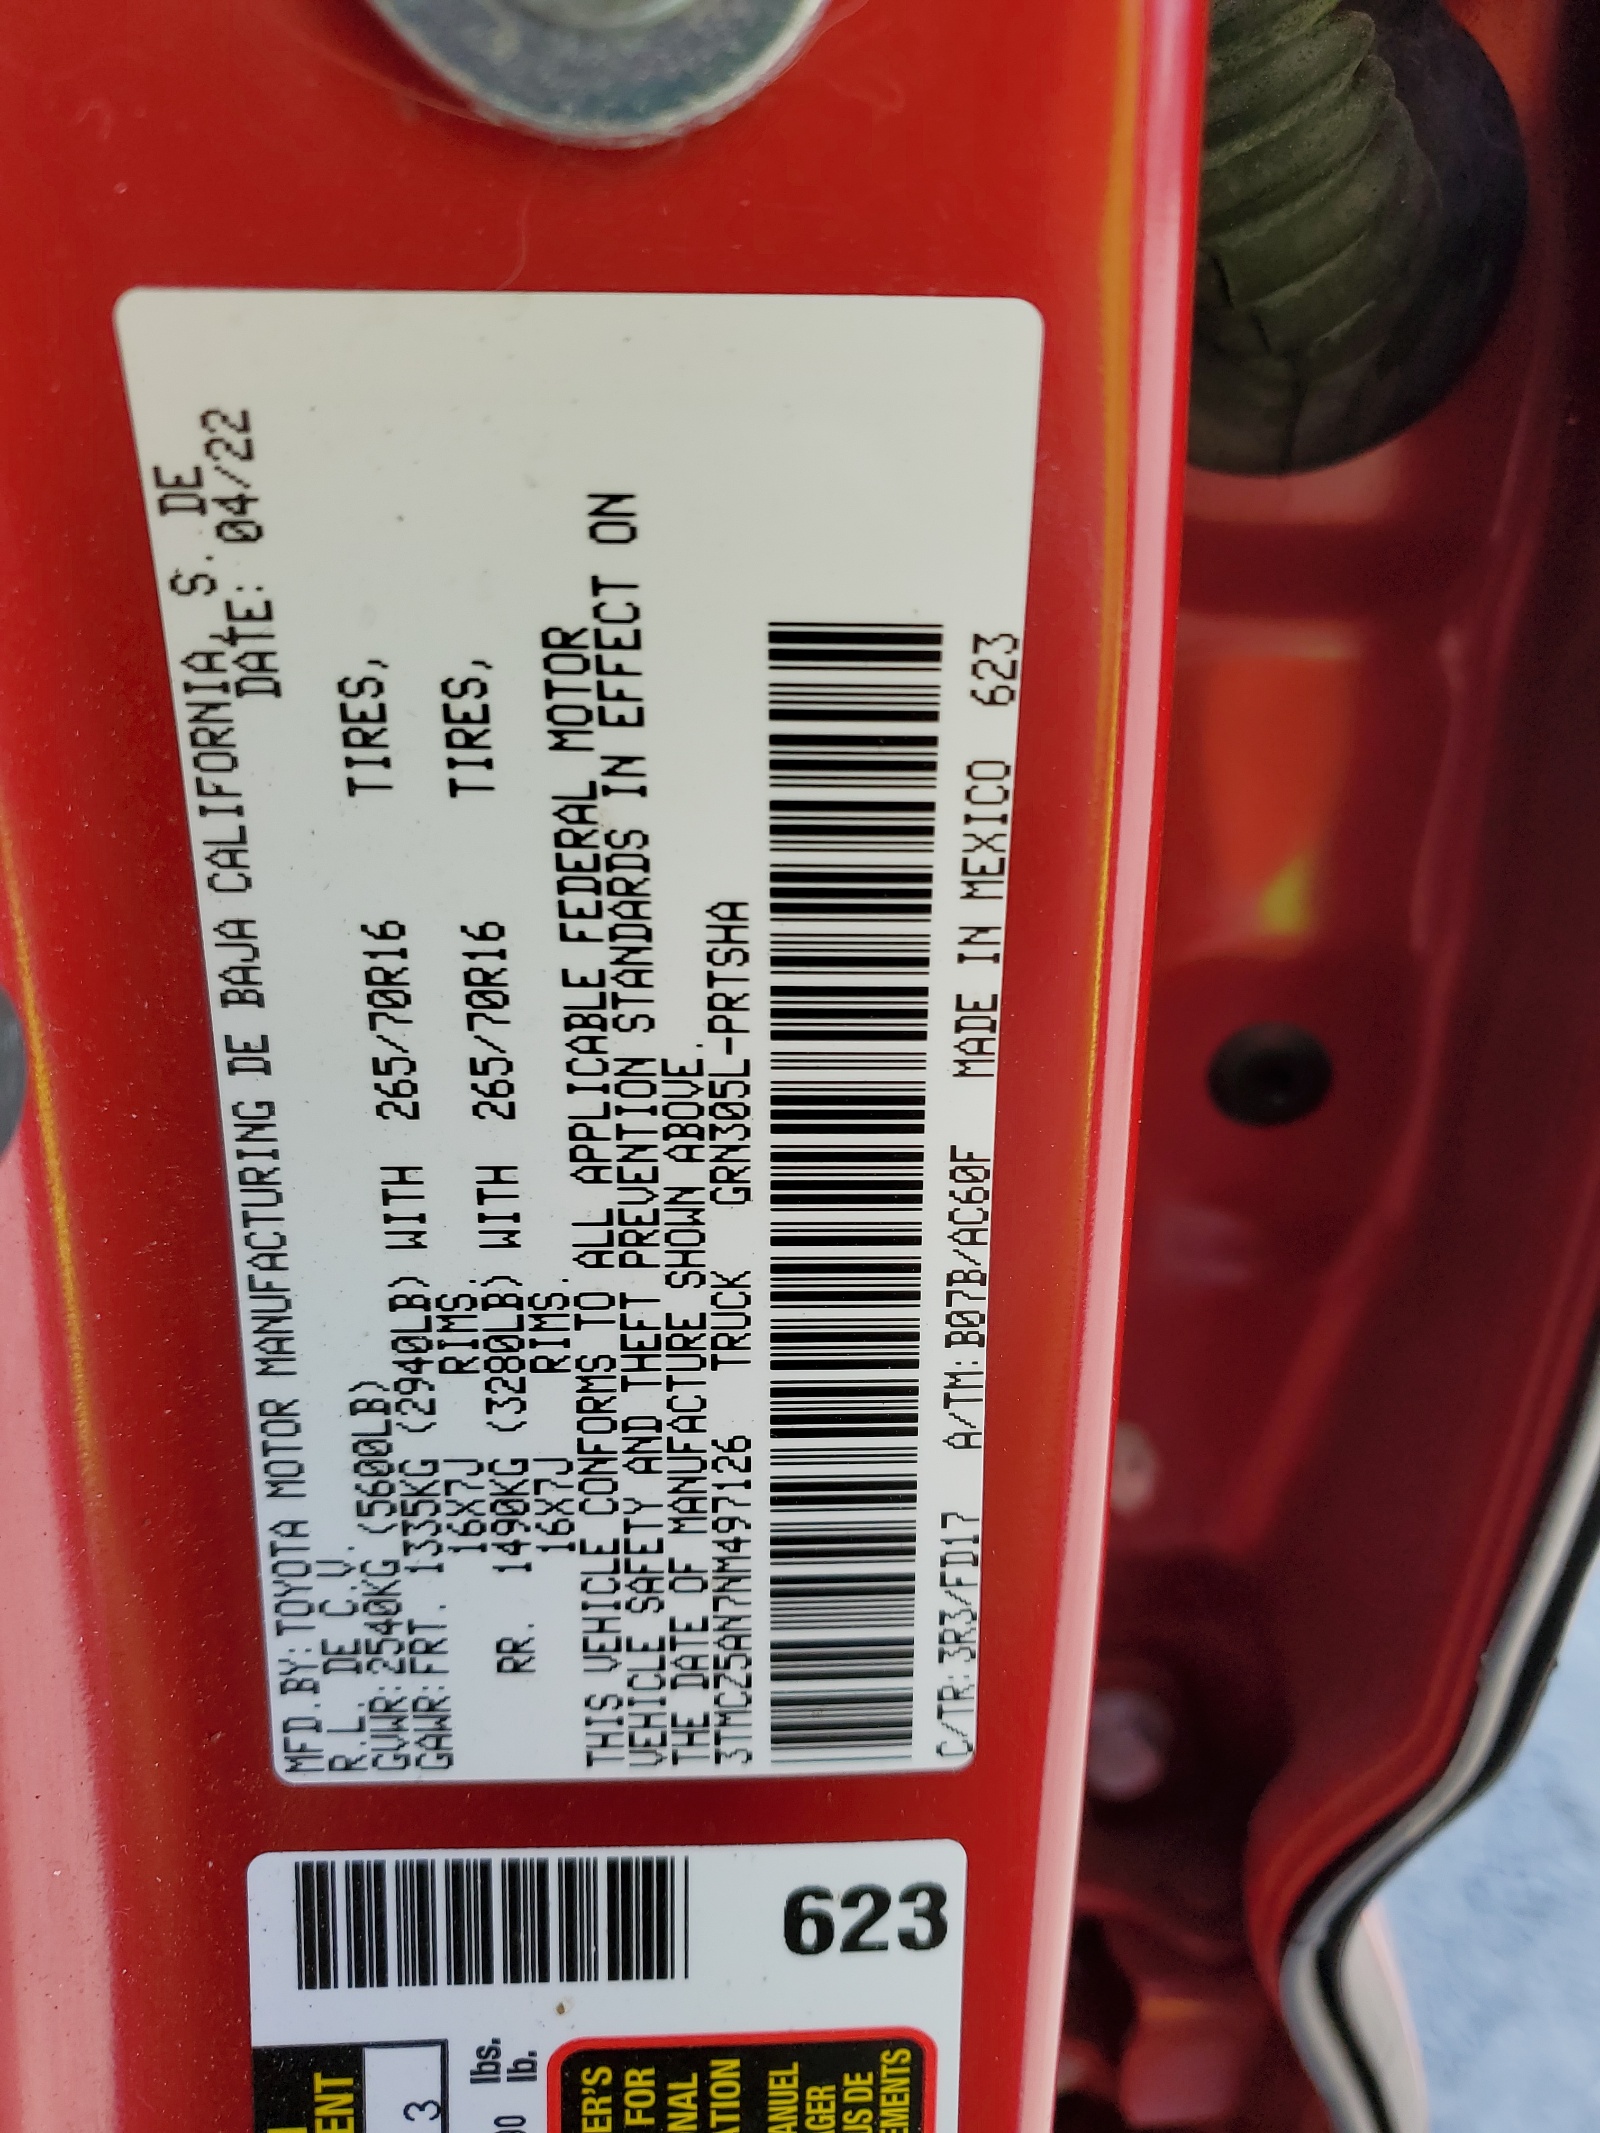 MFD.BY:TOYOTA MOTOR MANUFACTURING DE BAJA CALIFORNIA, S. DE
R.L. DE C.V. DATE: 04/22
GVWR:2540KG (5600LB)
GAWR:FRT. 1335KG (2940LB) WITH 265/70R16 TIRES,
16X7J RIMS.
RR. 1490KG (3280LB) WITH 265/70R16 TIRES,
16X7J RIMS.
THIS VEHICLE CONFORMS TO ALL APPLICABLE FEDERAL MOTOR
VEHICLE SAFETY AND THEFT PREVENTION STANDARDS IN EFFECT ON
THE DATE OF MANUFACTURE SHOWN ABOVE.
3TMCZ5AN7NM497126 TRUCK GRN305L-PRTSHA
C/TR:3R3/FD17 A/TM:B07B/AC60F MADE IN MEXICO 623
623
3
lbs.
lb.
FOR